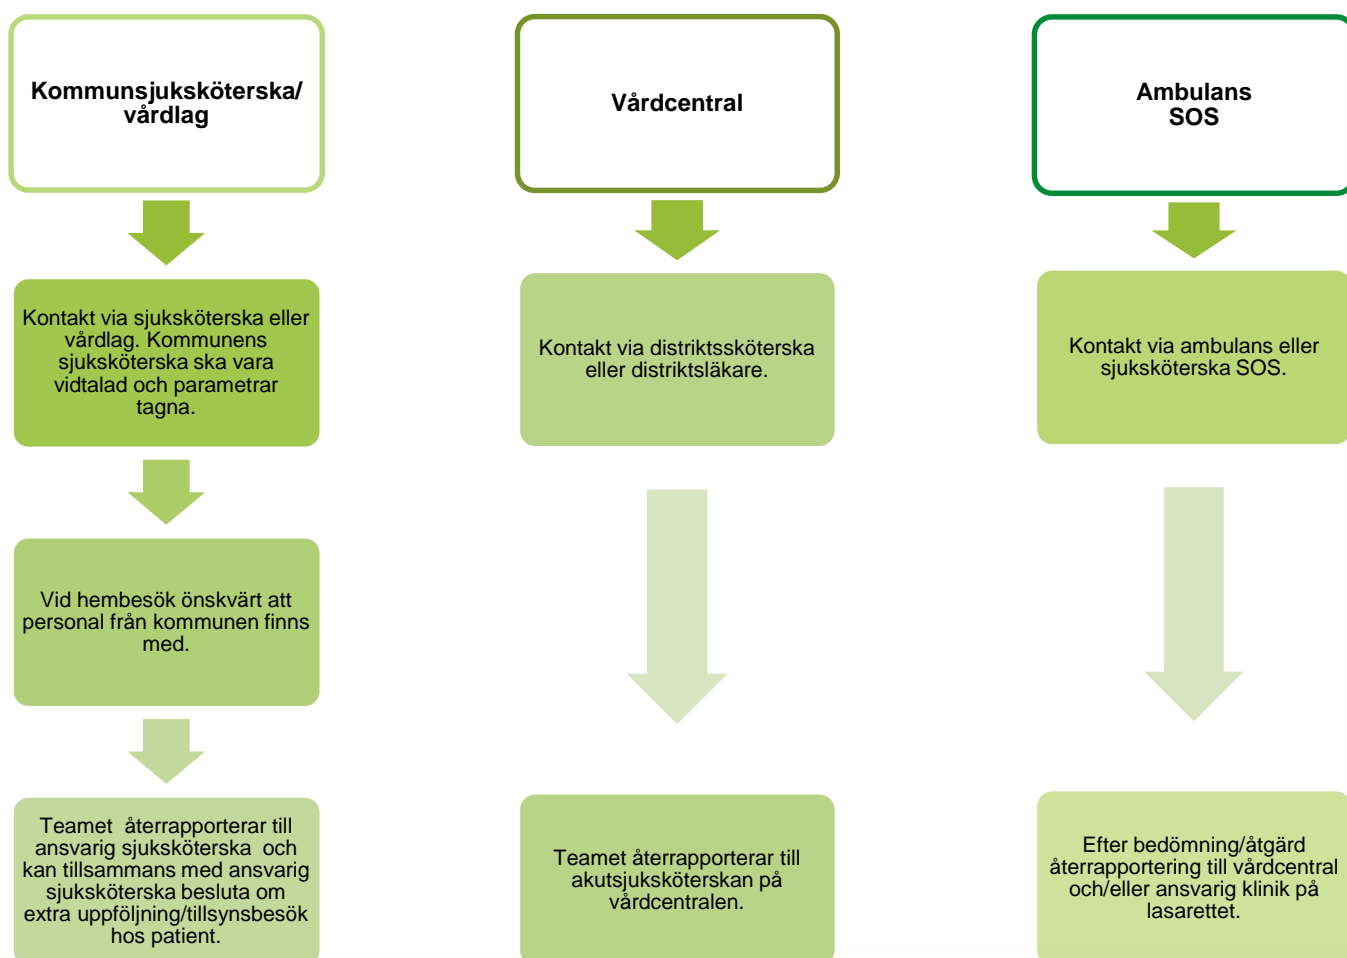 Kommunsjuksköterska/
vårdlag
Kontakt via sjuksköterska eller
vårdlag. Kommunens
sjuksköterska ska vara
vidtalad och parametrar
tagna.
Vid hembesök önskvärt att
personal från kommunen finns
med.
Teamet återrapporterar till
ansvarig sjuksköterska och
kan tillsammans med ansvarig
sjuksköterska besluta om
extra uppföljning/tillsynsbesök
hos patient.
Vårdcentral
Kontakt via distriktssköterska
eller distriktsläkare.
Teamet återrapporterar till
akutsjuksköterskan på
vårdcentralen.
Ambulans
SOS
Kontakt via ambulans eller
sjuksköterska SOS.
Efter bedömning/åtgärd
återrapportering till vårdcentral
och/eller ansvarig klinik på
lasarettet.